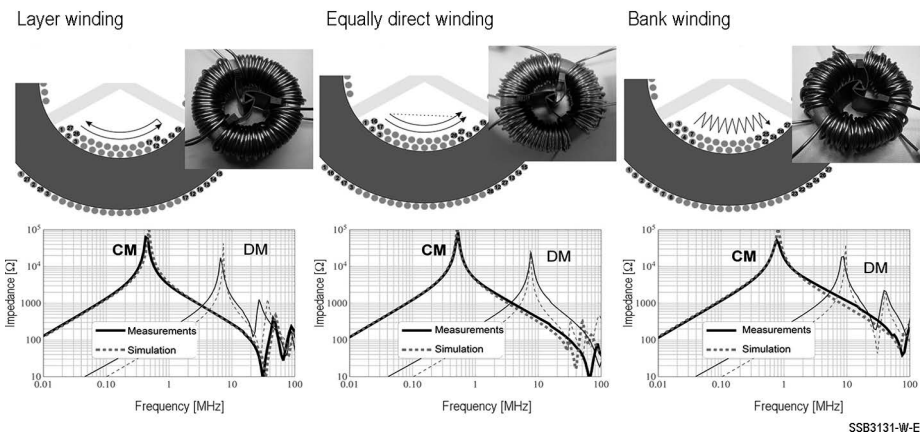 Layer winding
Equally direct winding
Bank winding
10⁵
10⁴
1000
100
10
Impedance [Ω]
CM
DM
Measurements
Simulation
0.01
0.1
1
10
100
Frequency [MHz]
10⁵
10⁴
1000
100
10
Impedance [Ω]
CM
DM
Measurements
Simulation
0.01
0.1
1
10
100
Frequency [MHz]
10⁵
10⁴
1000
100
10
Impedance [Ω]
CM
DM
Measurements
Simulation
0.01
0.1
1
10
100
Frequency [MHz]
SSB3131-W-E